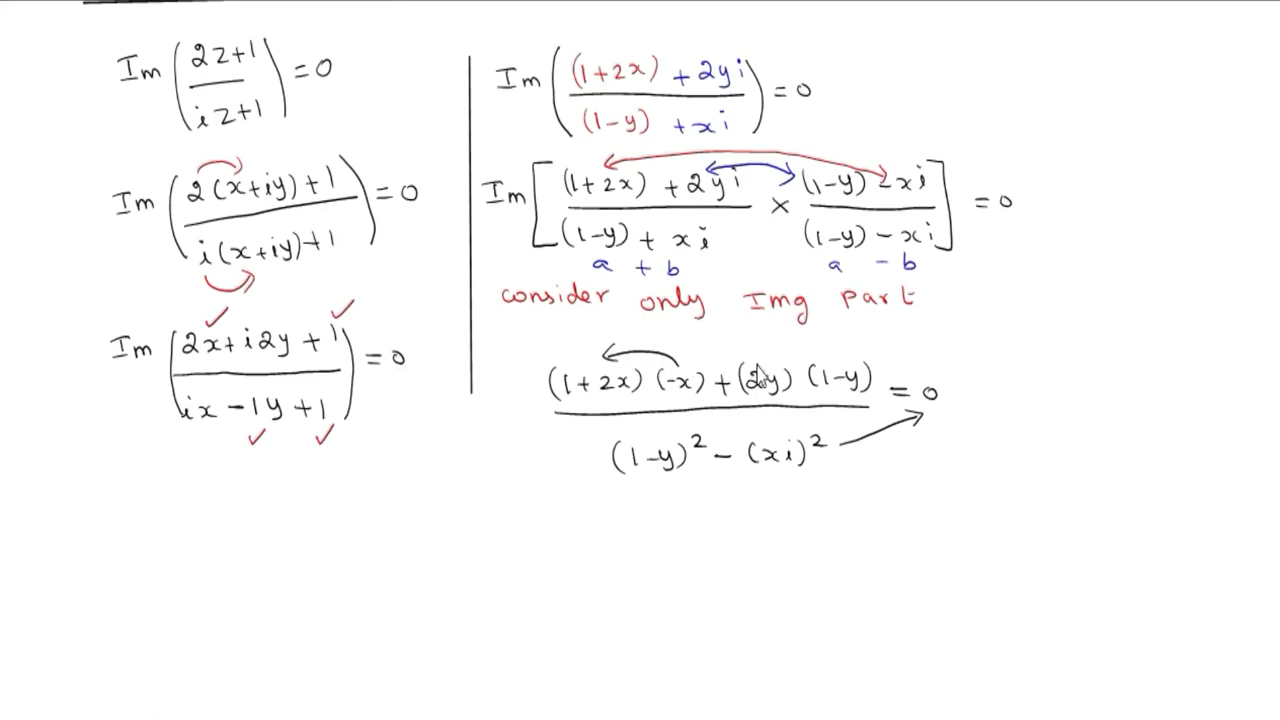 Im((2z+1)/(iz+1)) = 0
Im((2(x+iy)+1)/(i(x+iy)+1)) = 0
Im((2x+i2y+1)/(ix-1y+1)) = 0
Im(((1+2x)+2yi)/((1-y)+xi)) = 0
Im[((1+2x)+2yi)/((1-y)+xi) × ((1-y)-xi)/((1-y)-xi)] = 0
a + b a - b
consider only Img part
((1+2x)(-x)+(2y)(1-y))/((1-y)²-(xi)²) = 0